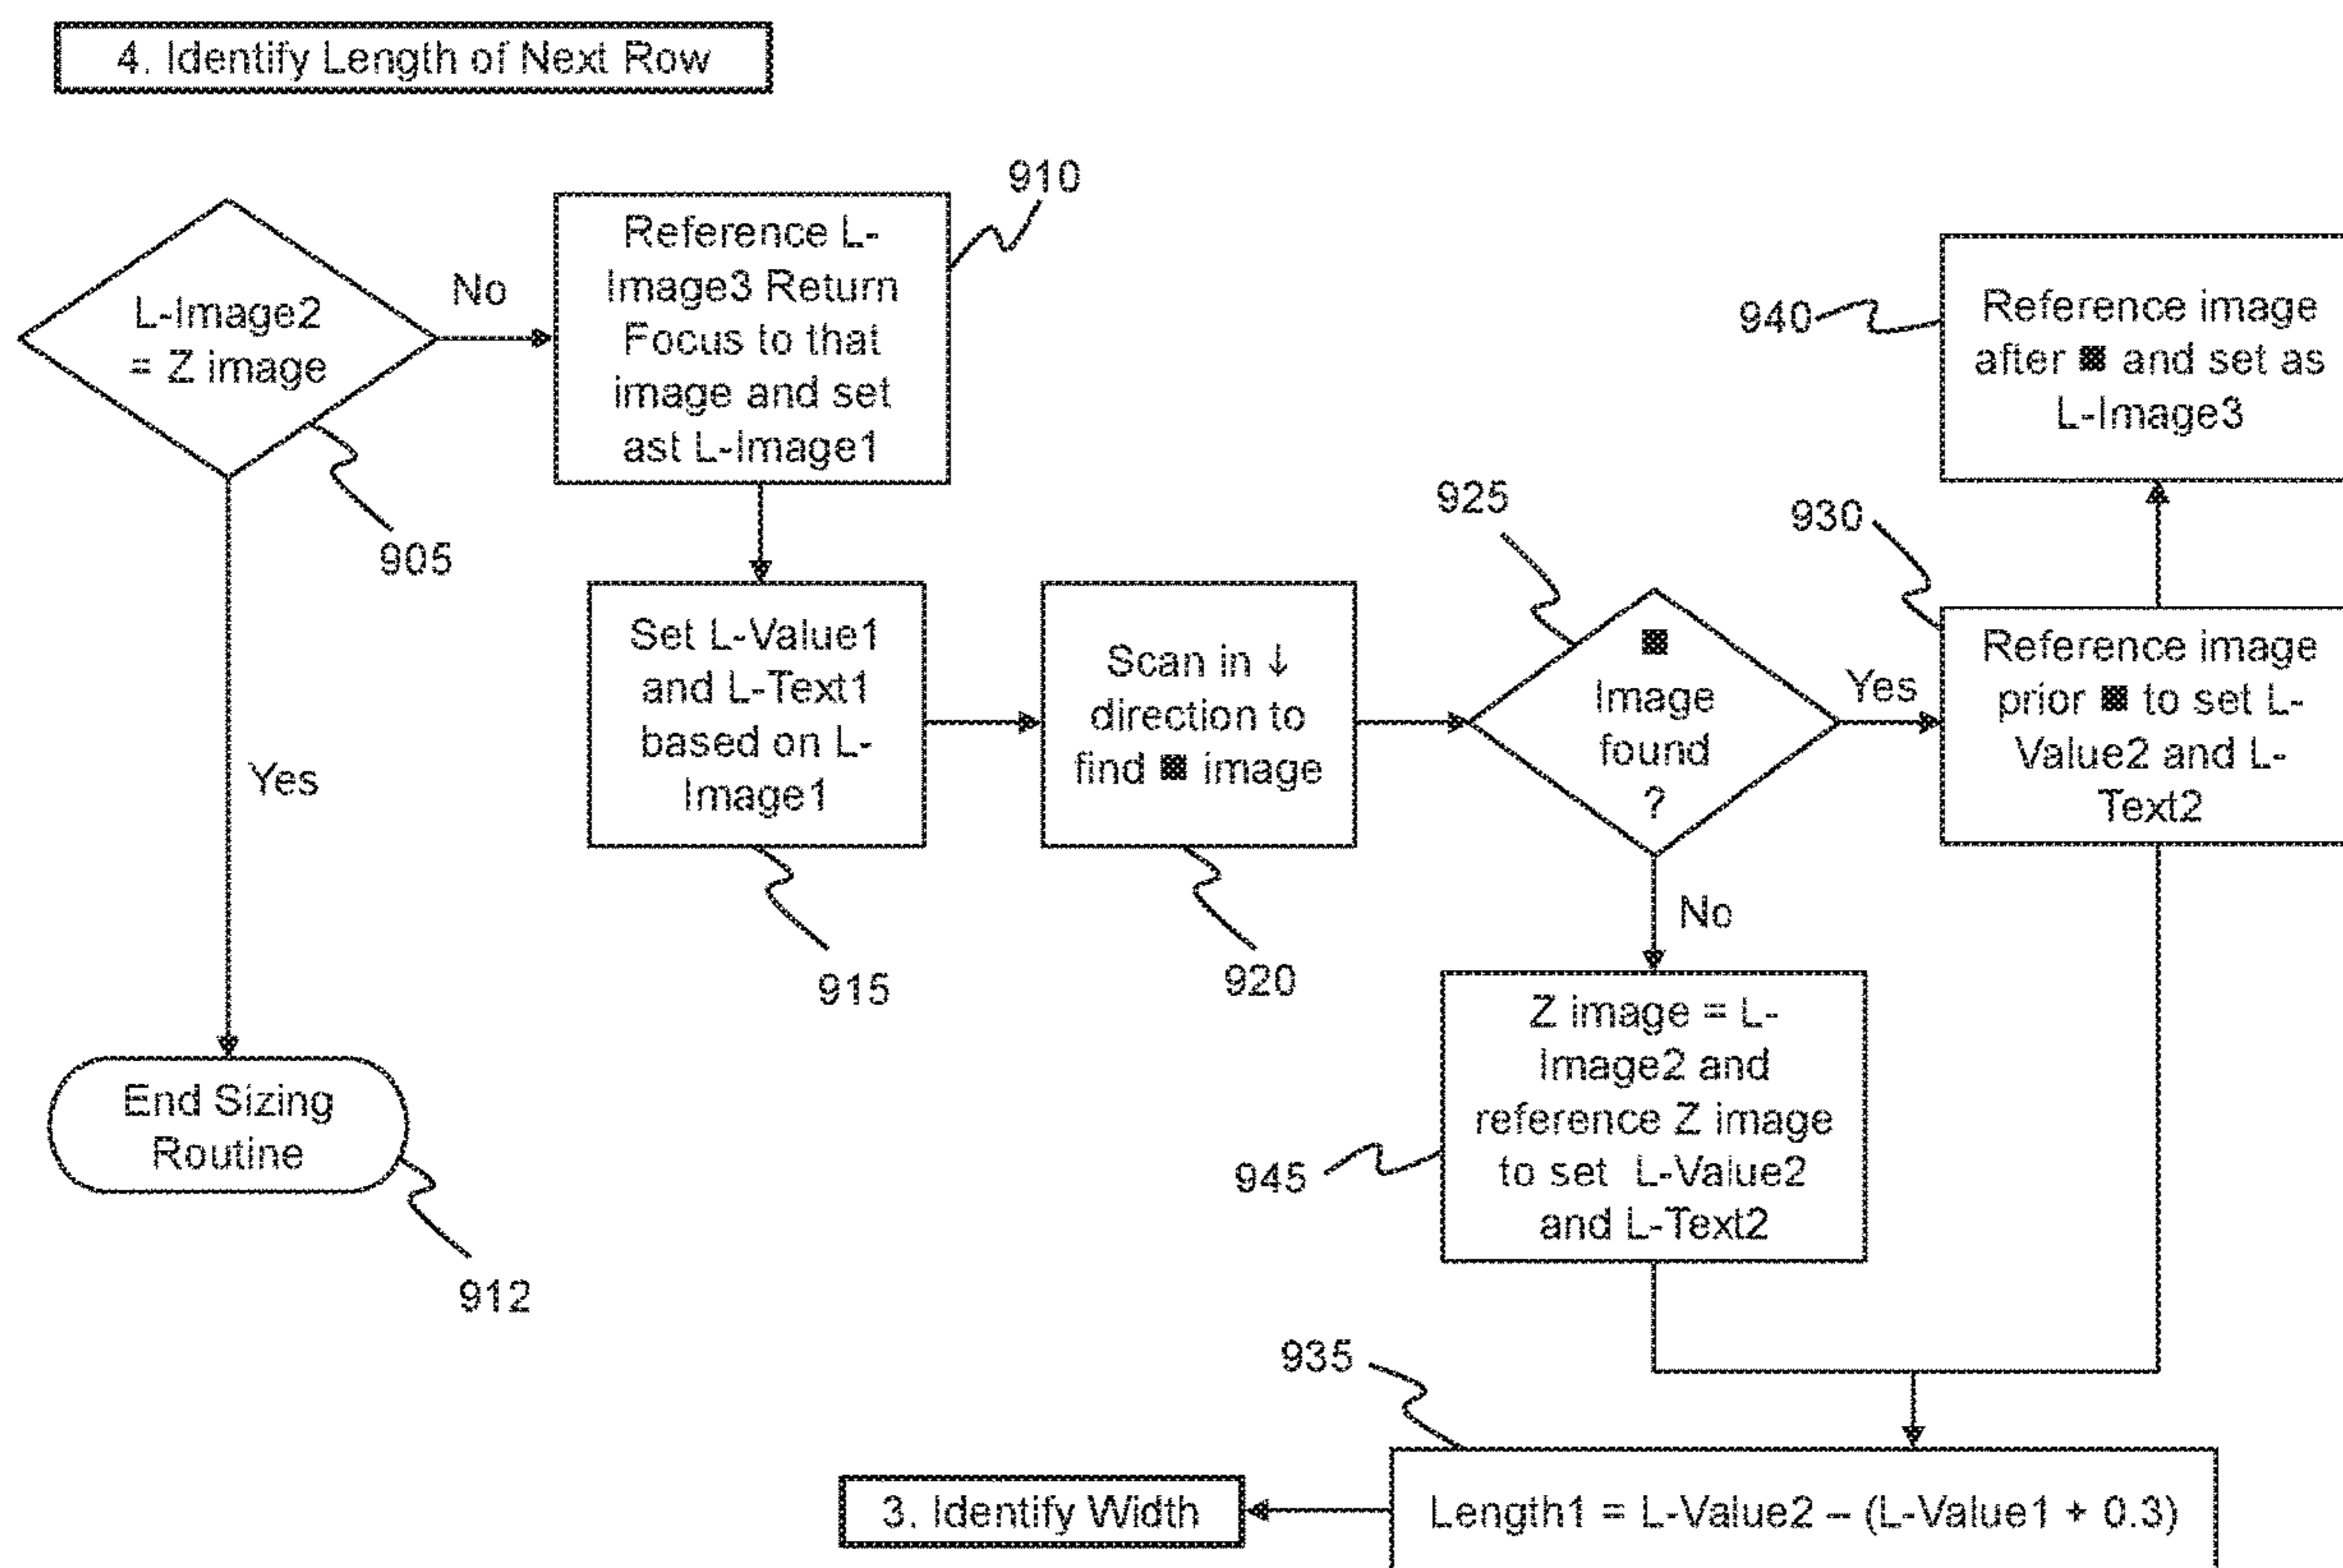 4. Identify Length of Next Row
L-Image2
= Z image
No
Yes
905
End Sizing
Routine
912
Reference L-
Image3 Return
Focus to that
image and set
ast L-Image1
910
Set L-Value1
and L-Text1
based on L-
Image1
915
Scan in ↓
direction to
find ■ image
920
■
Image
found
?
925
Yes
No
Reference image
prior ■ to set L-
Value2 and L-
Text2
930
Reference image
after ■ and set as
L-Image3
940
Z image = L-
Image2 and
reference Z image
to set L-Value2
and L-Text2
945
935
Length1 = L-Value2 – (L-Value1 + 0.3)
3. Identify Width